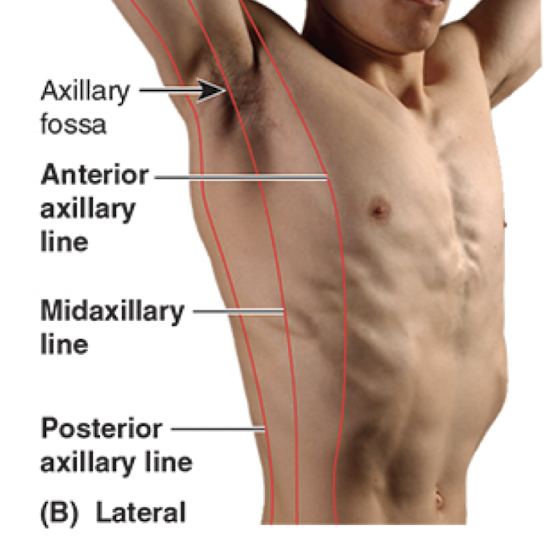 Axillary
fossa
Anterior
axillary
line
Midaxillary
line
Posterior
axillary line
(B) Lateral